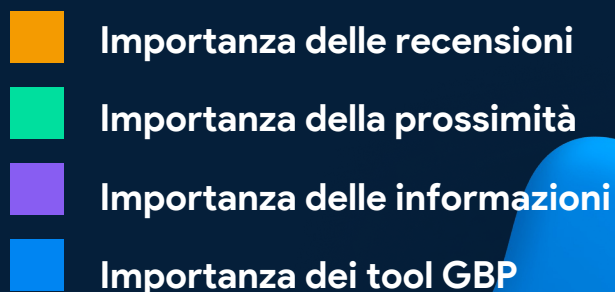 Importanza delle recensioni
Importanza della prossimità
Importanza delle informazioni
Importanza dei tool GBP